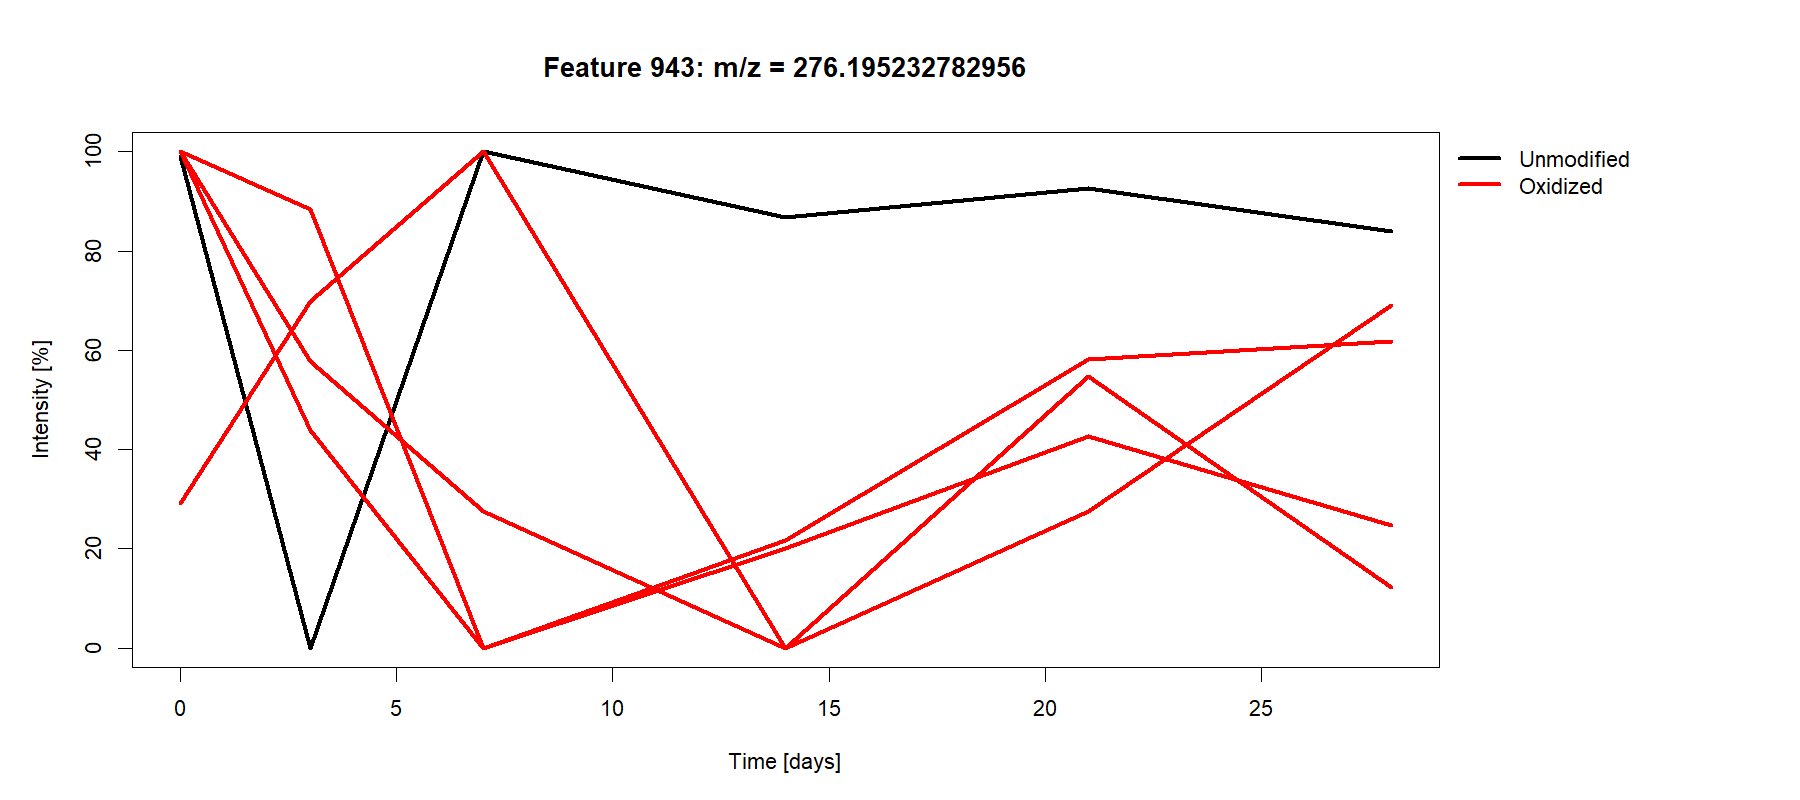 Feature 943: m/z = 276.195232782956
Unmodified
Oxidized
Intensity [%]
100
80
60
40
20
0
0 5 10 15 20 25
Time [days]